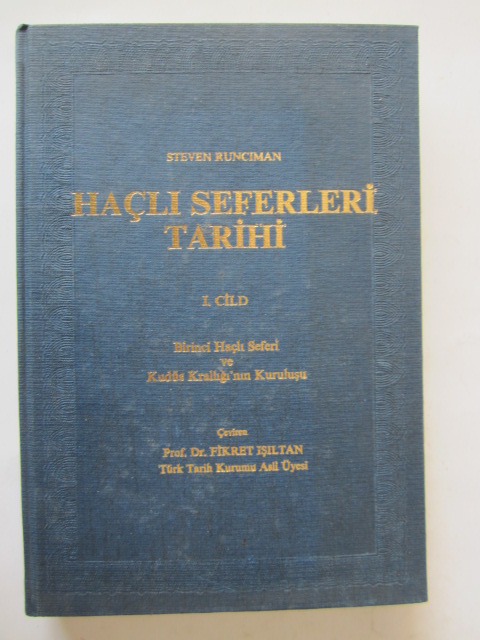 STEVEN RUNCIMAN
HAÇLI SEFERLERİ
TARİHİ
I. CİLD
Birinci Haçlı Seferi
ve
Kudüs Krallığı'nın Kuruluşu
Çeviren
Prof. Dr. FİKRET IŞILTAN
Türk Tarih Kurumu Asli Üyesi